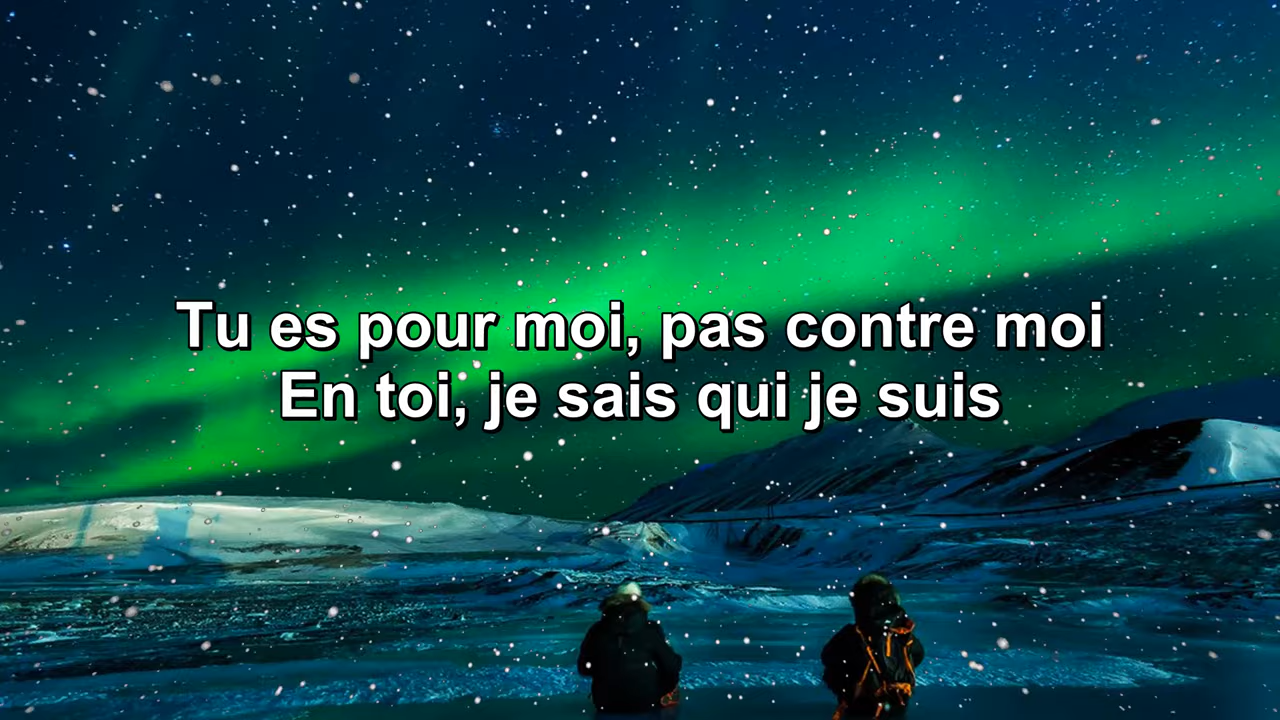 Tu es pour moi, pas contre moi
En toi, je sais qui je suis